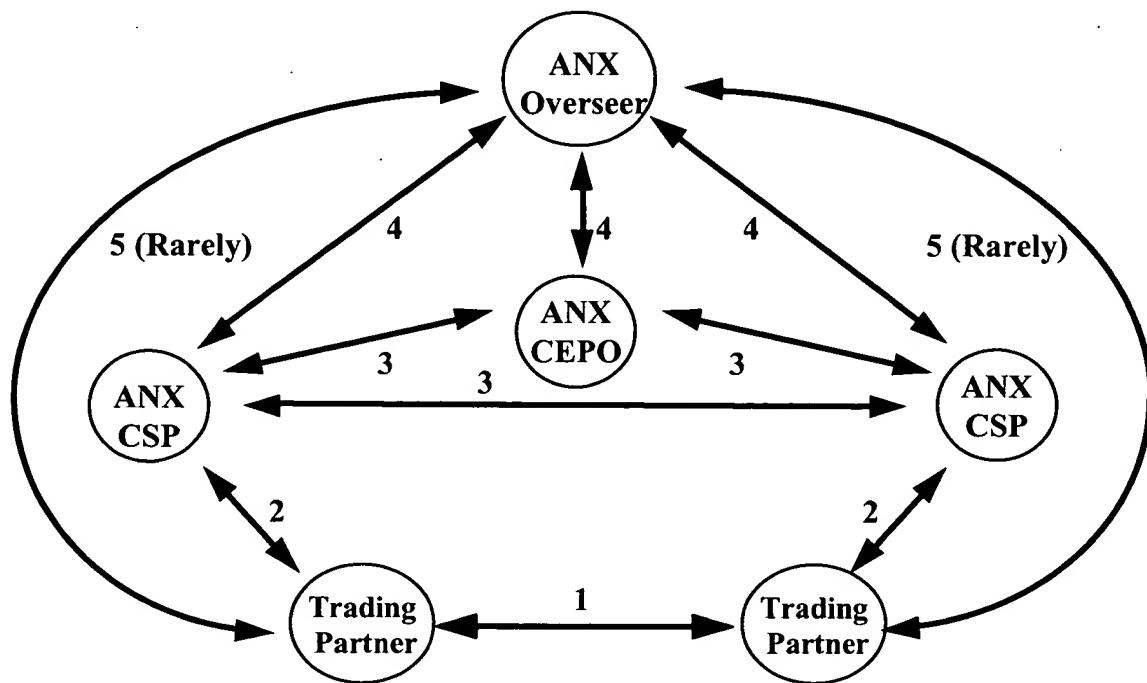 ANX
Overseer
5 (Rarely)
4
4
4
5 (Rarely)
ANX
CEPO
3
3
3
ANX
CSP
ANX
CSP
2
2
Trading
Partner
1
Trading
Partner